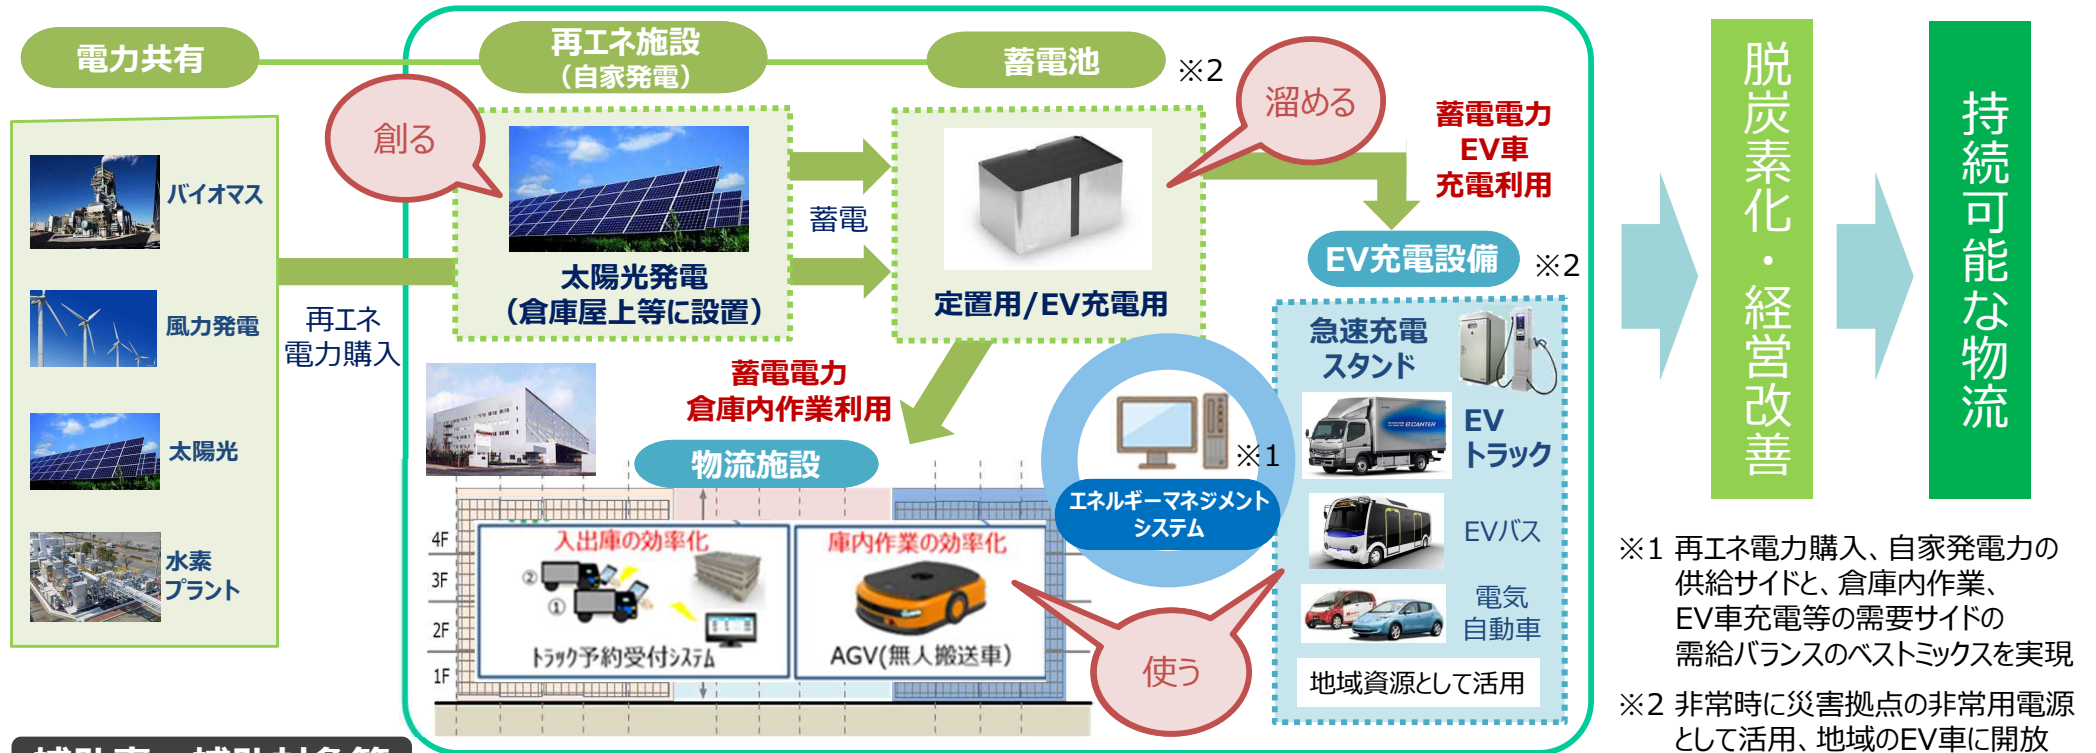 電力共有
再エネ施設
（自家発電）
蓄電池
※2
創る
溜める
バイオマス
風力発電
太陽光
水素
プラント
再エネ
電力購入
太陽光発電
（倉庫屋上等に設置）
蓄電
定置用/EV充電用
蓄電電力
EV車
充電利用
EV充電設備
※2
急速充電
スタンド
EV
トラック
EVバス
電気
自動車
地域資源として活用
蓄電電力
倉庫内作業利用
物流施設
※1
エネルギーマネジメント
システム
4F
3F
2F
1F
入出庫の効率化
②
①
トラック予約受付システム
庫内作業の効率化
AGV(無人搬送車)
使う
脱炭素化・経営改善
持続可能な物流
※1 再エネ電力購入、自家発電力の
供給サイドと、倉庫内作業、
EV車充電等の需要サイドの
需給バランスのベストミックスを実現
※2 非常時に災害拠点の非常用電源
として活用、地域のEV車に開放